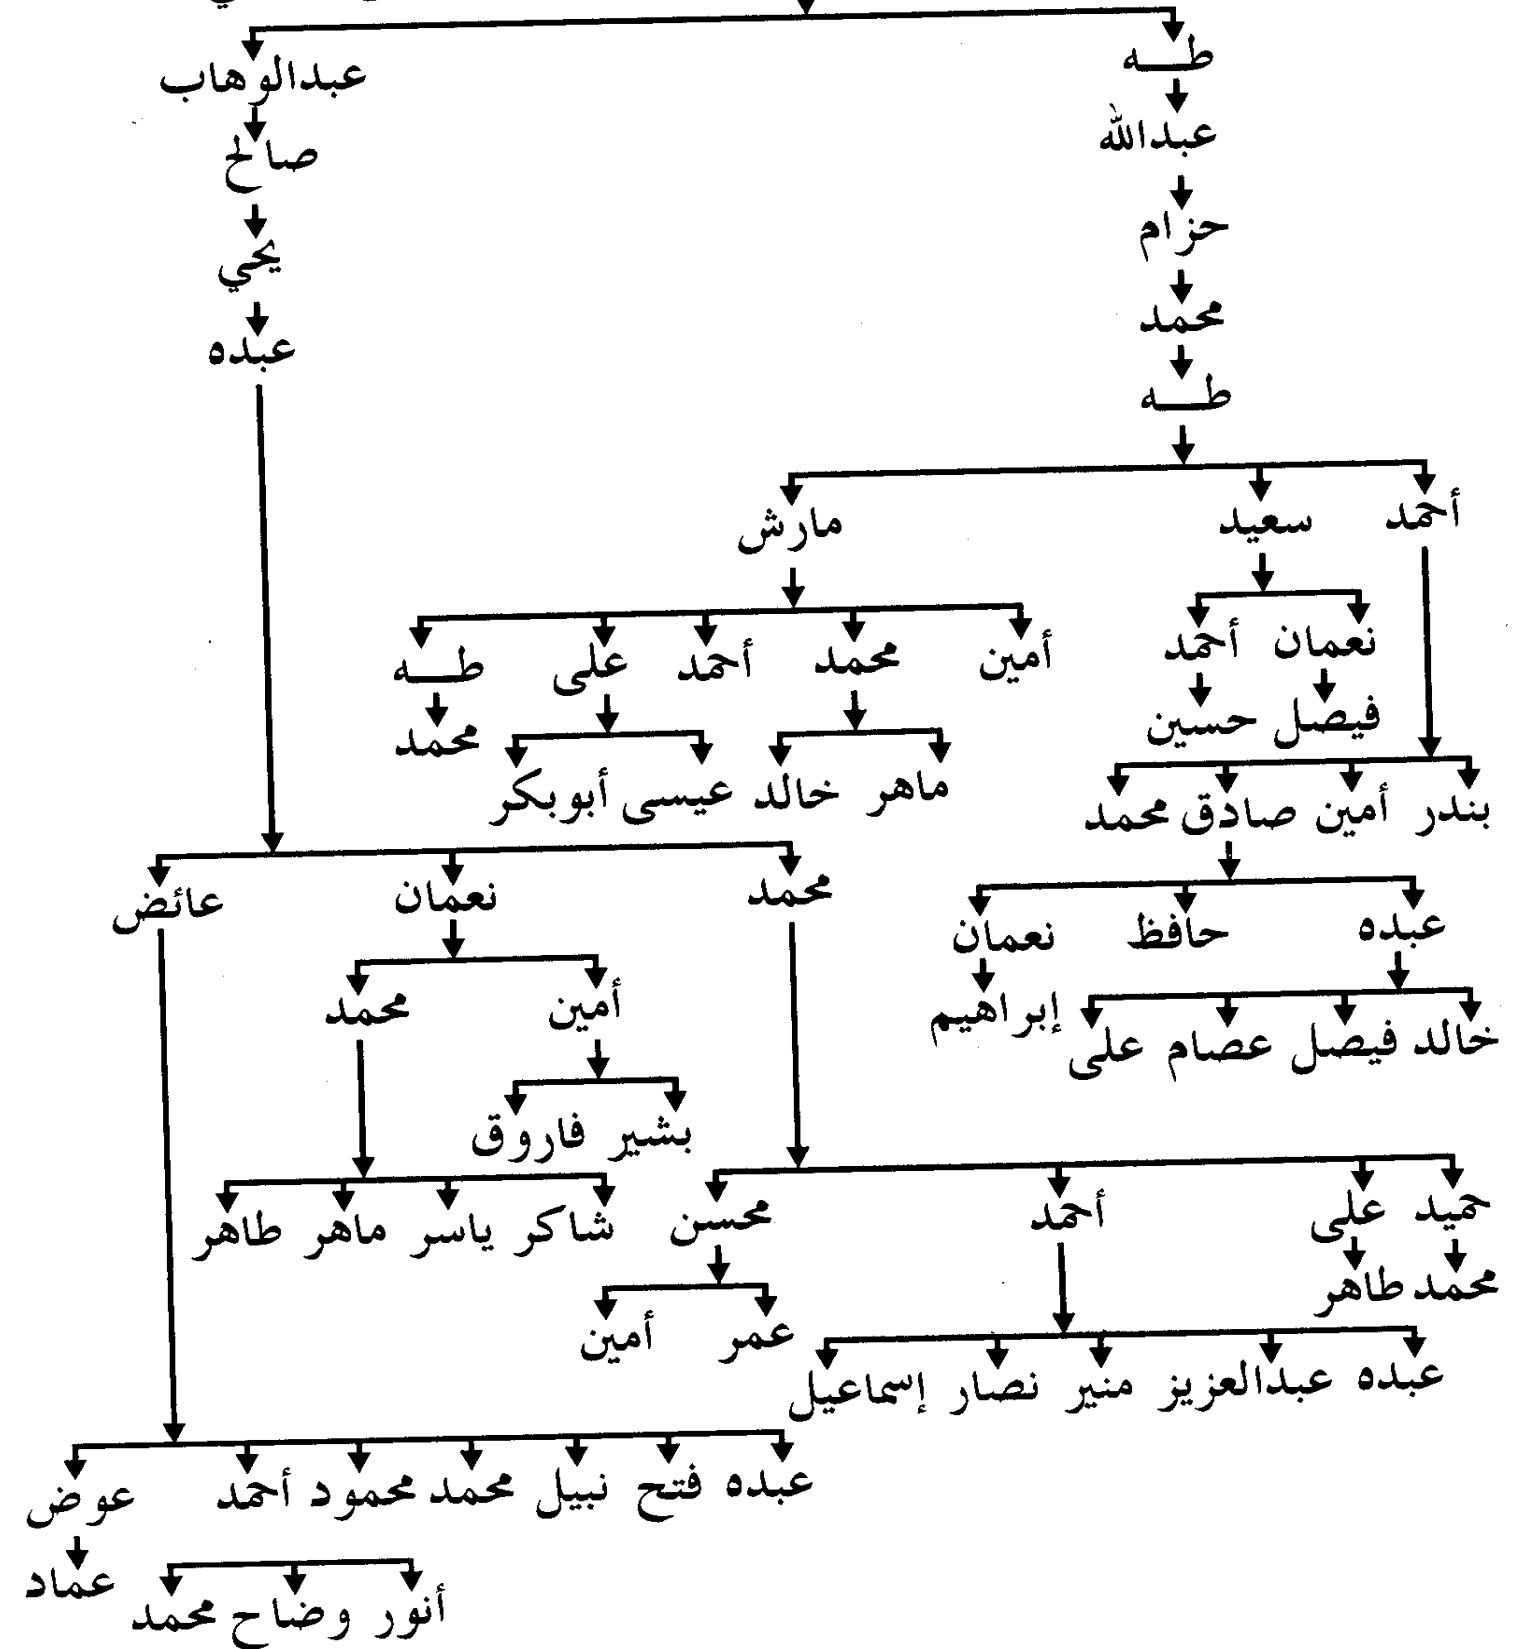 طـــه
عبدالوهاب
عبدالله
صالح
حزام
يحي
محمد
عبده
طـــه
أحمد سعيد مارش
نعمان أحمد
أمين محمد أحمد على طـــه
فيصل حسين
محمد
ماهر خالد عيسى أبوبكر
بندر أمين صادق محمد
محمد نعمان عائض
عبده حافظ نعمان
أمين محمد
إبراهيم
خالد فيصل عصام على
بشير فاروق
حميد على أحمد محسن
شاكر ياسر ماهر طاهر
محمد طاهر
عمر أمين
عبده عبدالعزيز منير نصار إسماعيل
عبده فتح نبيل محمد محمود أحمد عوض
عماد
أنور وضاح محمد